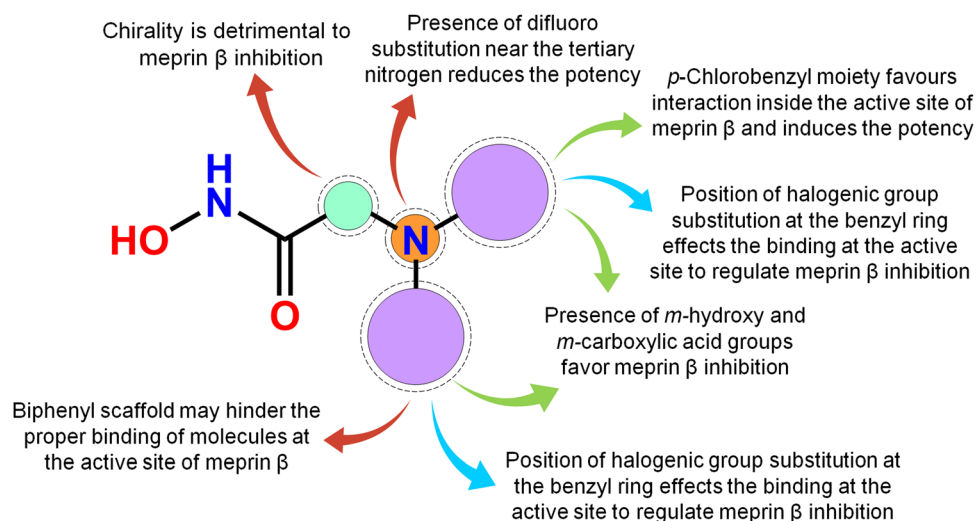 Chirality is detrimental to
meprin β inhibition
Presence of difluoro
substitution near the tertiary
nitrogen reduces the potency
p-Chlorobenzyl moiety favours
interaction inside the active site of
meprin β and induces the potency
Position of halogenic group
substitution at the benzyl ring
effects the binding at the active
site to regulate meprin β inhibition
H
N
HO
O
N
Presence of m-hydroxy and
m-carboxylic acid groups
favor meprin β inhibition
Biphenyl scaffold may hinder the
proper binding of molecules at
the active site of meprin β
Position of halogenic group substitution at
the benzyl ring effects the binding at the
active site to regulate meprin β inhibition